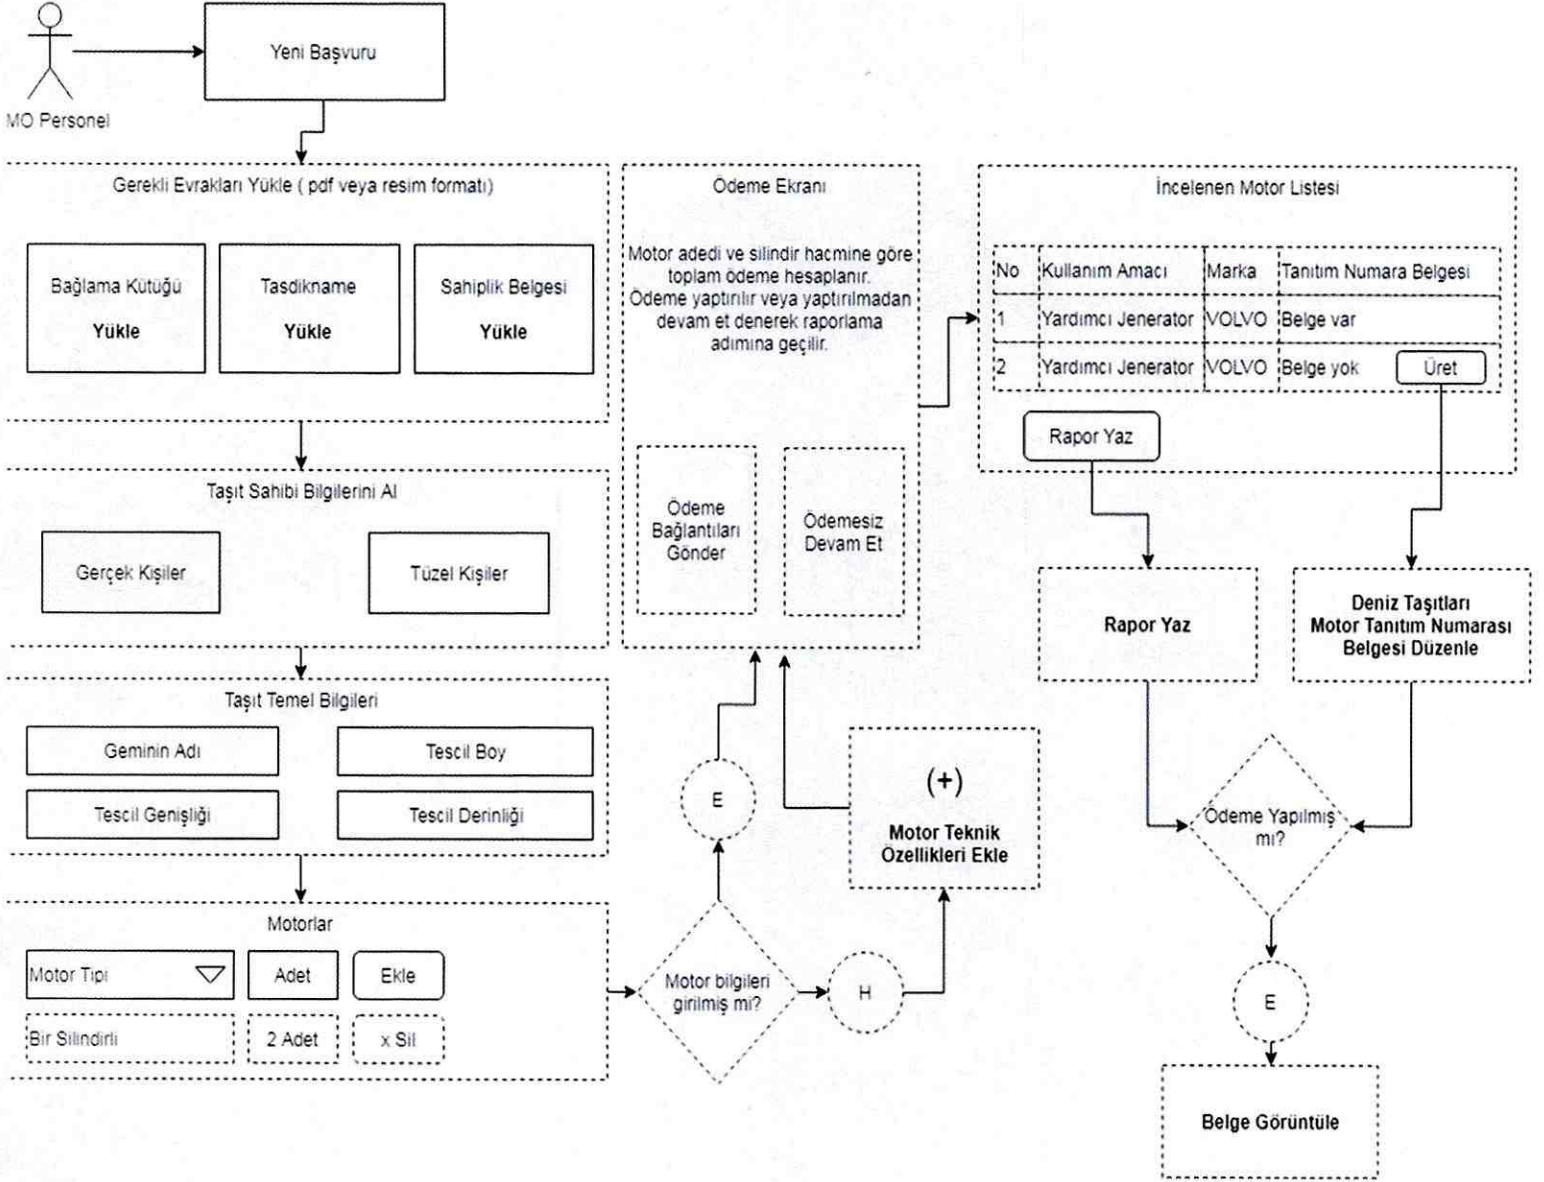 Yeni Başvuru
MO Personel
Gerekli Evrakları Yükle ( pdf veya resim formatı)
Bağlama Kütüğü
Yükle
Tasdikname
Yükle
Sahiplik Belgesi
Yükle
Taşıt Sahibi Bilgilerini Al
Gerçek Kişiler
Tüzel Kişiler
Taşıt Temel Bilgileri
Geminin Adı
Tescil Boy
Tescil Genişliği
Tescil Derinliği
Motorlar
Motor Tipi
Adet
Ekle
Bir Silindirli
2 Adet
x Sil
Motor bilgileri
girilmiş mi?
E
H
(+)
Motor Teknik
Özellikleri Ekle
Ödeme Ekranı
Motor adedi ve silindir hacmine göre
toplam ödeme hesaplanır.
Ödeme yaptırılır veya yaptırılmadan
devam et denerek raporlama
adımına geçilir.
Ödeme
Bağlantıları
Gönder
Ödemesiz
Devam Et
İncelenen Motor Listesi
No Kullanım Amacı Marka Tanıtım Numara Belgesi
1 Yardımcı Jenerator VOLVO Belge var
2 Yardımcı Jenerator VOLVO Belge yok Üret
Rapor Yaz
Rapor Yaz
Deniz Taşıtları
Motor Tanıtım Numarası
Belgesi Düzenle
Ödeme Yapılmış
mı?
E
Belge Görüntüle